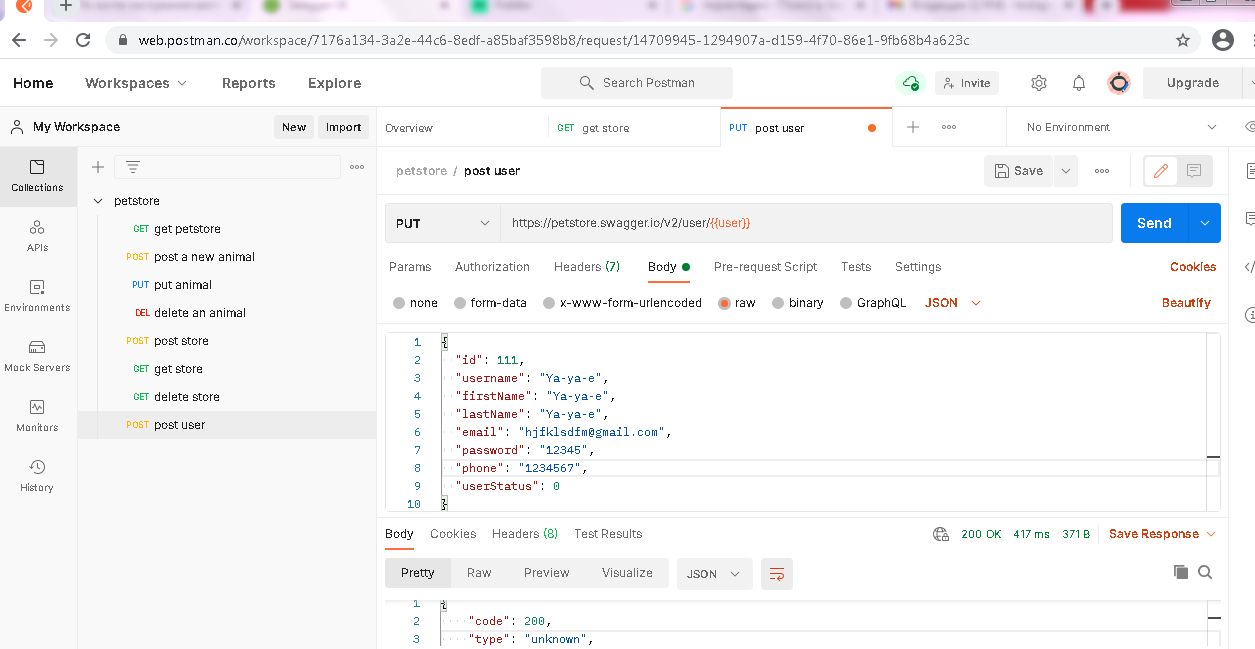 web.postman.co/workspace/7176a134-3a2e-44c6-8edf-a85baf3598b8/request/14709945-1294907a-d159-4f70-86e1-9fb68b4a623c
Home Workspaces Reports Explore Search Postman Invite Upgrade
My Workspace New Import
Overview GET get store PUT post user No Environment
Collections
APIs
Environments
Mock Servers
Monitors
History
petstore
GET get petstore
POST post a new animal
PUT put animal
DEL delete an animal
POST post store
GET get store
GET delete store
POST post user
petstore / post user Save
PUT https://petstore.swagger.io/v2/user/{{user}} Send
Params Authorization Headers (7) Body Pre-request Script Tests Settings Cookies
none form-data x-www-form-urlencoded raw binary GraphQL JSON Beautify
1 {
2 "id": 111,
3 "username": "Ya-ya-e",
4 "firstName": "Ya-ya-e",
5 "lastName": "Ya-ya-e",
6 "email": "hjfklsdfm@gmail.com",
7 "password": "12345",
8 "phone": "1234567",
9 "userStatus": 0
10 }
Body Cookies Headers (8) Test Results 200 OK 417 ms 371 B Save Response
Pretty Raw Preview Visualize JSON
1 {
2 "code": 200,
3 "type": "unknown",